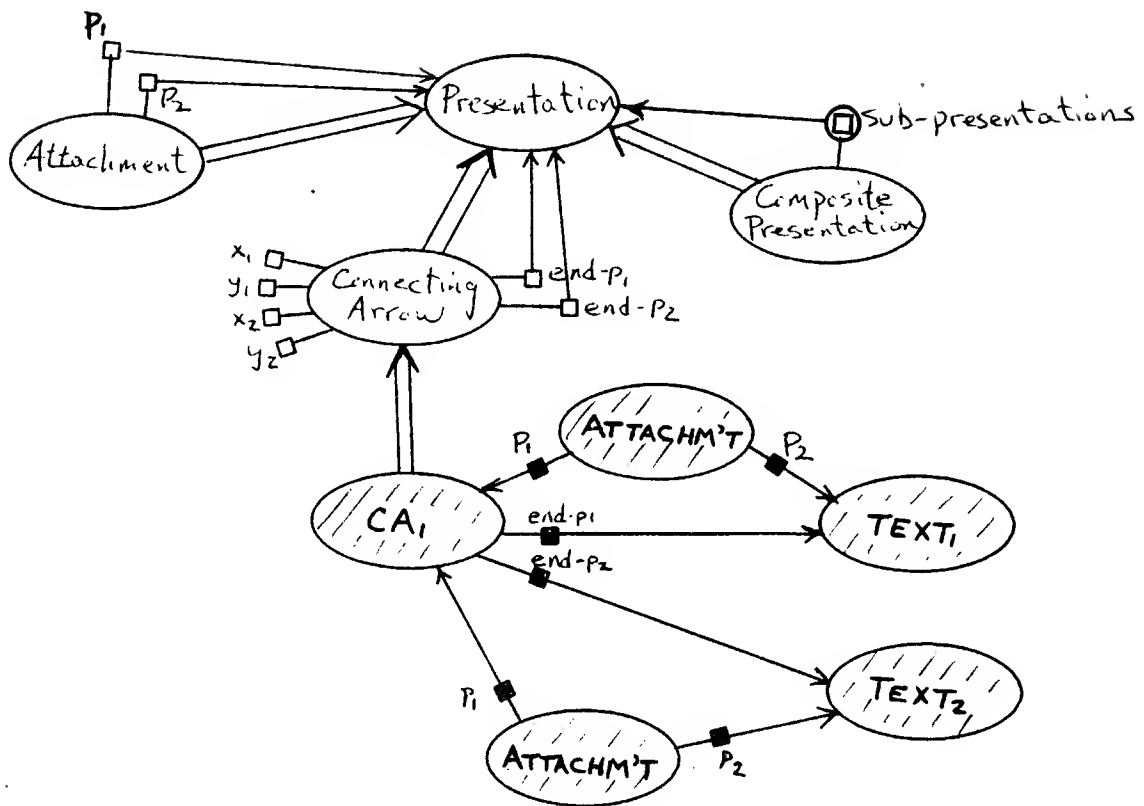 P₁
P₂
Presentation
sub-presentations
Attachment
Composite
Presentation
x₁
y₁
x₂
y₂
Connecting
Arrow
end-p₁
end-p₂
ATTACHM'T
P₁
P₂
CA₁
end-p₁
end-p₂
TEXT₁
TEXT₂
P₁
ATTACHM'T
P₂